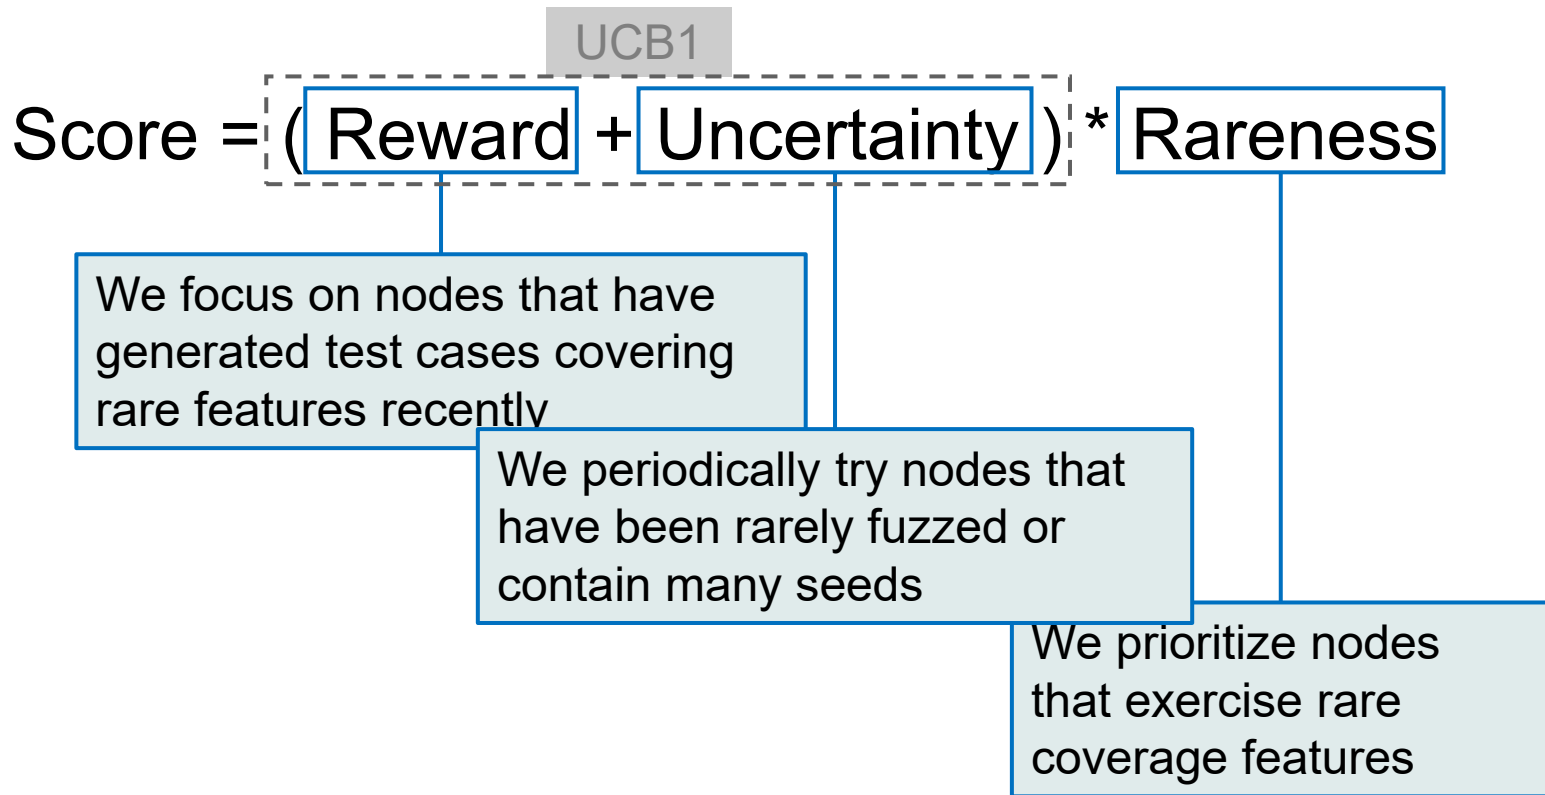 UCB1
Score = ( Reward + Uncertainty ) * Rareness
We focus on nodes that have
generated test cases covering
rare features recently
We periodically try nodes that
have been rarely fuzzed or
contain many seeds
We prioritize nodes
that exercise rare
coverage features